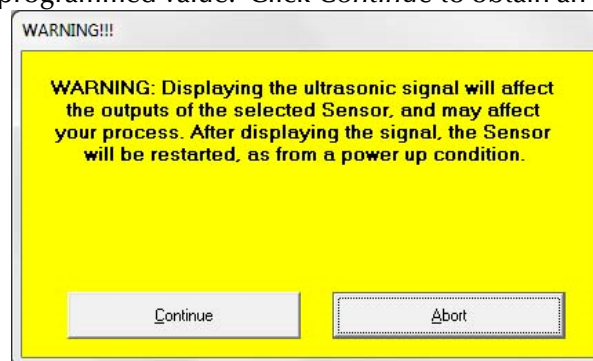 programmed value. Click Continue to obtain an
WARNING!!!
WARNING: Displaying the ultrasonic signal will affect
the outputs of the selected Sensor, and may affect
your process. After displaying the signal, the Sensor
will be restarted, as from a power up condition.
Continue
Abort